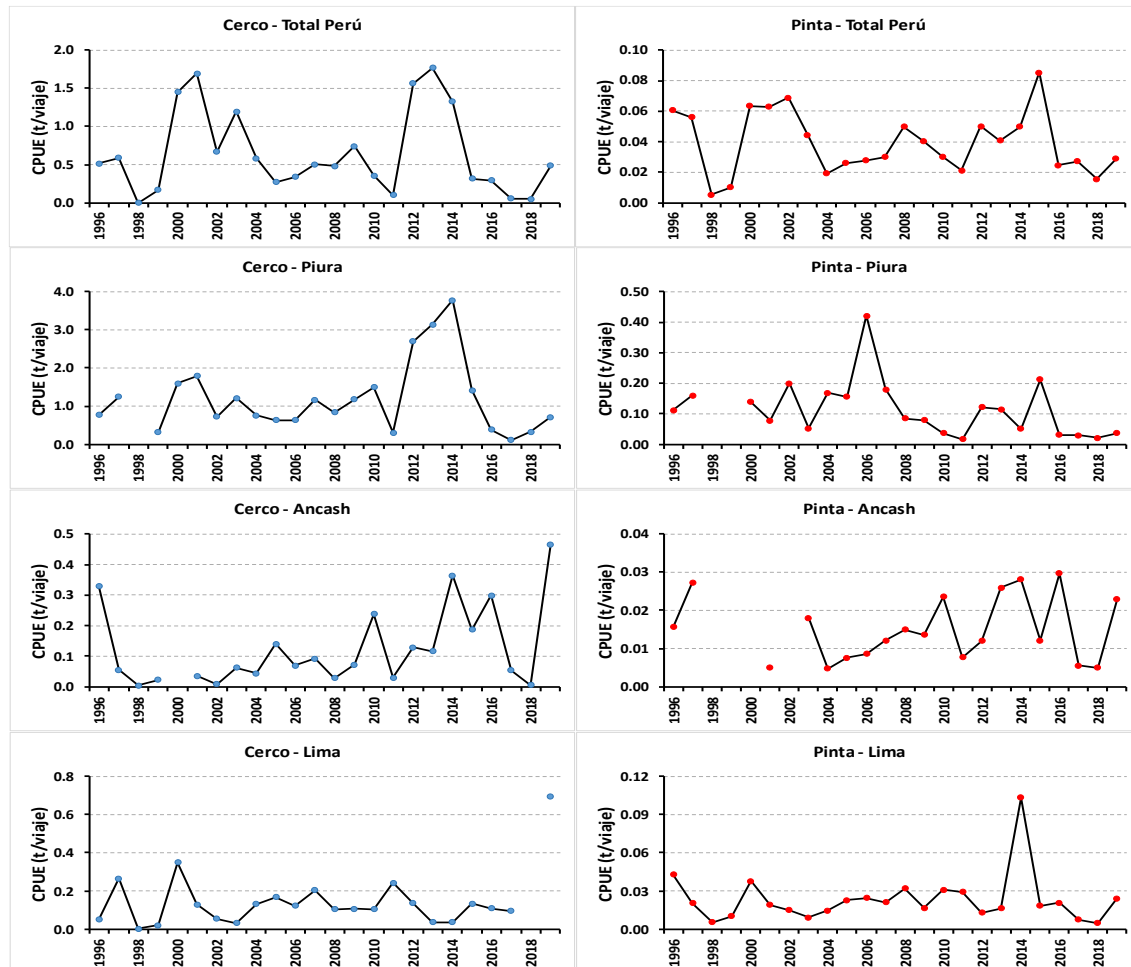 Cerco - Total Perú
CPUE (t/viaje)
2.0
1.5
1.0
0.5
0.0
1996 1998 2000 2002 2004 2006 2008 2010 2012 2014 2016 2018
Pinta - Total Perú
CPUE (t/viaje)
0.10
0.08
0.06
0.04
0.02
0.00
1996 1998 2000 2002 2004 2006 2008 2010 2012 2014 2016 2018
Cerco - Piura
CPUE (t/viaje)
4.0
3.0
2.0
1.0
0.0
1996 1998 2000 2002 2004 2006 2008 2010 2012 2014 2016 2018
Pinta - Piura
CPUE (t/viaje)
0.50
0.40
0.30
0.20
0.10
0.00
1996 1998 2000 2002 2004 2006 2008 2010 2012 2014 2016 2018
Cerco - Ancash
CPUE (t/viaje)
0.5
0.4
0.3
0.2
0.1
0.0
1996 1998 2000 2002 2004 2006 2008 2010 2012 2014 2016 2018
Pinta - Ancash
CPUE (t/viaje)
0.04
0.03
0.02
0.01
0.00
1996 1998 2000 2002 2004 2006 2008 2010 2012 2014 2016 2018
Cerco - Lima
CPUE (t/viaje)
0.8
0.6
0.4
0.2
0.0
1996 1998 2000 2002 2004 2006 2008 2010 2012 2014 2016 2018
Pinta - Lima
CPUE (t/viaje)
0.12
0.09
0.06
0.03
0.00
1996 1998 2000 2002 2004 2006 2008 2010 2012 2014 2016 2018